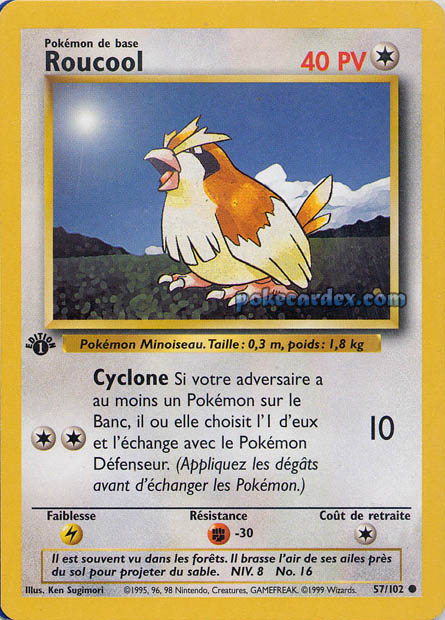 Pokémon de base
Roucool
40 PV
pokecardex.com
EDITION
1
Pokémon Minoiseau. Taille: 0,3 m, poids: 1,8 kg
Cyclone Si votre adversaire a
au moins un Pokémon sur le
Banc, il ou elle choisit l'1 d'eux
et l'échange avec le Pokémon
Défenseur. (Appliquez les dégâts
avant d'échanger les Pokémon.)
10
Faiblesse
Résistance
Coût de retraite
-30
Il est souvent vu dans les forêts. Il brasse l'air de ses ailes près
du sol pour projeter du sable. NIV. 8 No. 16
Illus. Ken Sugimori
©1995, 96, 98 Nintendo, Creatures, GAMEFREAK. ©1999 Wizards.
57/102